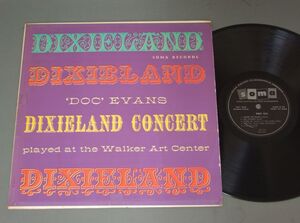 DIXIELAND
SOMA RECORDS
DIXIELAND
'DOC' EVANS
DIXIELAND CONCERT
played at the Walker Art Center
DIXIELAND
soma